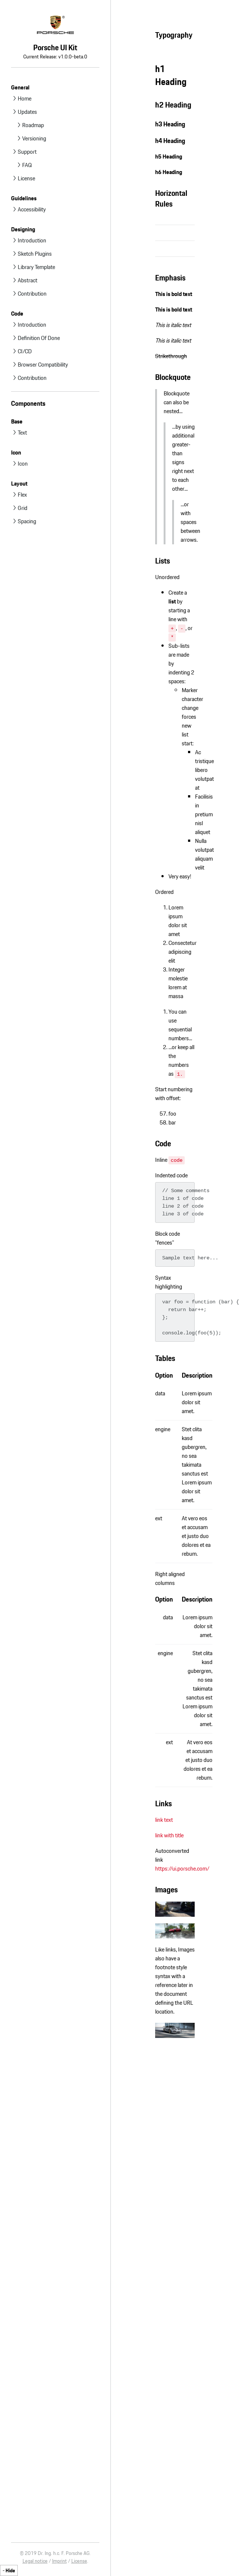 PORSCHE
Porsche UI Kit
Current Release: v1.0.0-beta.0
General
Home
Updates
Roadmap
Versioning
Support
FAQ
License
Guidelines
Accessibility
Designing
Introduction
Sketch Plugins
Library Template
Abstract
Contribution
Code
Introduction
Definition Of Done
CI/CD
Browser Compatibility
Contribution
Components
Base
Text
Icon
Icon
Layout
Flex
Grid
Spacing
© 2019 Dr. Ing. h.c. F. Porsche AG
Legal notice / Imprint / License
- Hide
Typography
h1
Heading
h2 Heading
h3 Heading
h4 Heading
h5 Heading
h6 Heading
Horizontal
Rules
Emphasis
This is bold text
This is bold text
This is italic text
This is italic text
Strikethrough
Blockquote
Blockquote
can also be
nested...
...by using
additional
greater-
than
signs
right next
to each
other...
...or
with
spaces
between
arrows.
Lists
Unordered
Create a
list by
starting a
line with
+ , - , or
*
Sub-lists
are made
by
indenting 2
spaces:
Marker
character
change
forces
new
list
start:
Ac
tristique
libero
volutpat
at
Facilisis
in
pretium
nisl
aliquet
Nulla
volutpat
aliquam
velit
Very easy!
Ordered
1. Lorem
ipsum
dolor sit
amet
2. Consectetur
adipiscing
elit
3. Integer
molestie
lorem at
massa
1. You can
use
sequential
numbers...
2. ...or keep all
the
numbers
as 1.
Start numbering
with offset:
57. foo
58. bar
Code
Inline code
Indented code
// Some comments
line 1 of code
line 2 of code
line 3 of code
Block code
"fences"
Sample text here...
Syntax
highlighting
var foo = function (bar) {
return bar++;
};
console.log(foo(5));
Tables
Option Description
data Lorem ipsum
dolor sit
amet.
engine Stet clita
kasd
gubergren,
no sea
takimata
sanctus est
Lorem ipsum
dolor sit
amet.
ext At vero eos
et accusam
et justo duo
dolores et ea
rebum.
Right aligned
columns
Option Description
data Lorem ipsum
dolor sit
amet.
engine Stet clita
kasd
gubergren,
no sea
takimata
sanctus est
Lorem ipsum
dolor sit
amet.
ext At vero eos
et accusam
et justo duo
dolores et ea
rebum.
Links
link text
link with title
Autoconverted
link
https://ui.porsche.com/
Images
Like links, Images
also have a
footnote style
syntax with a
reference later in
the document
defining the URL
location.